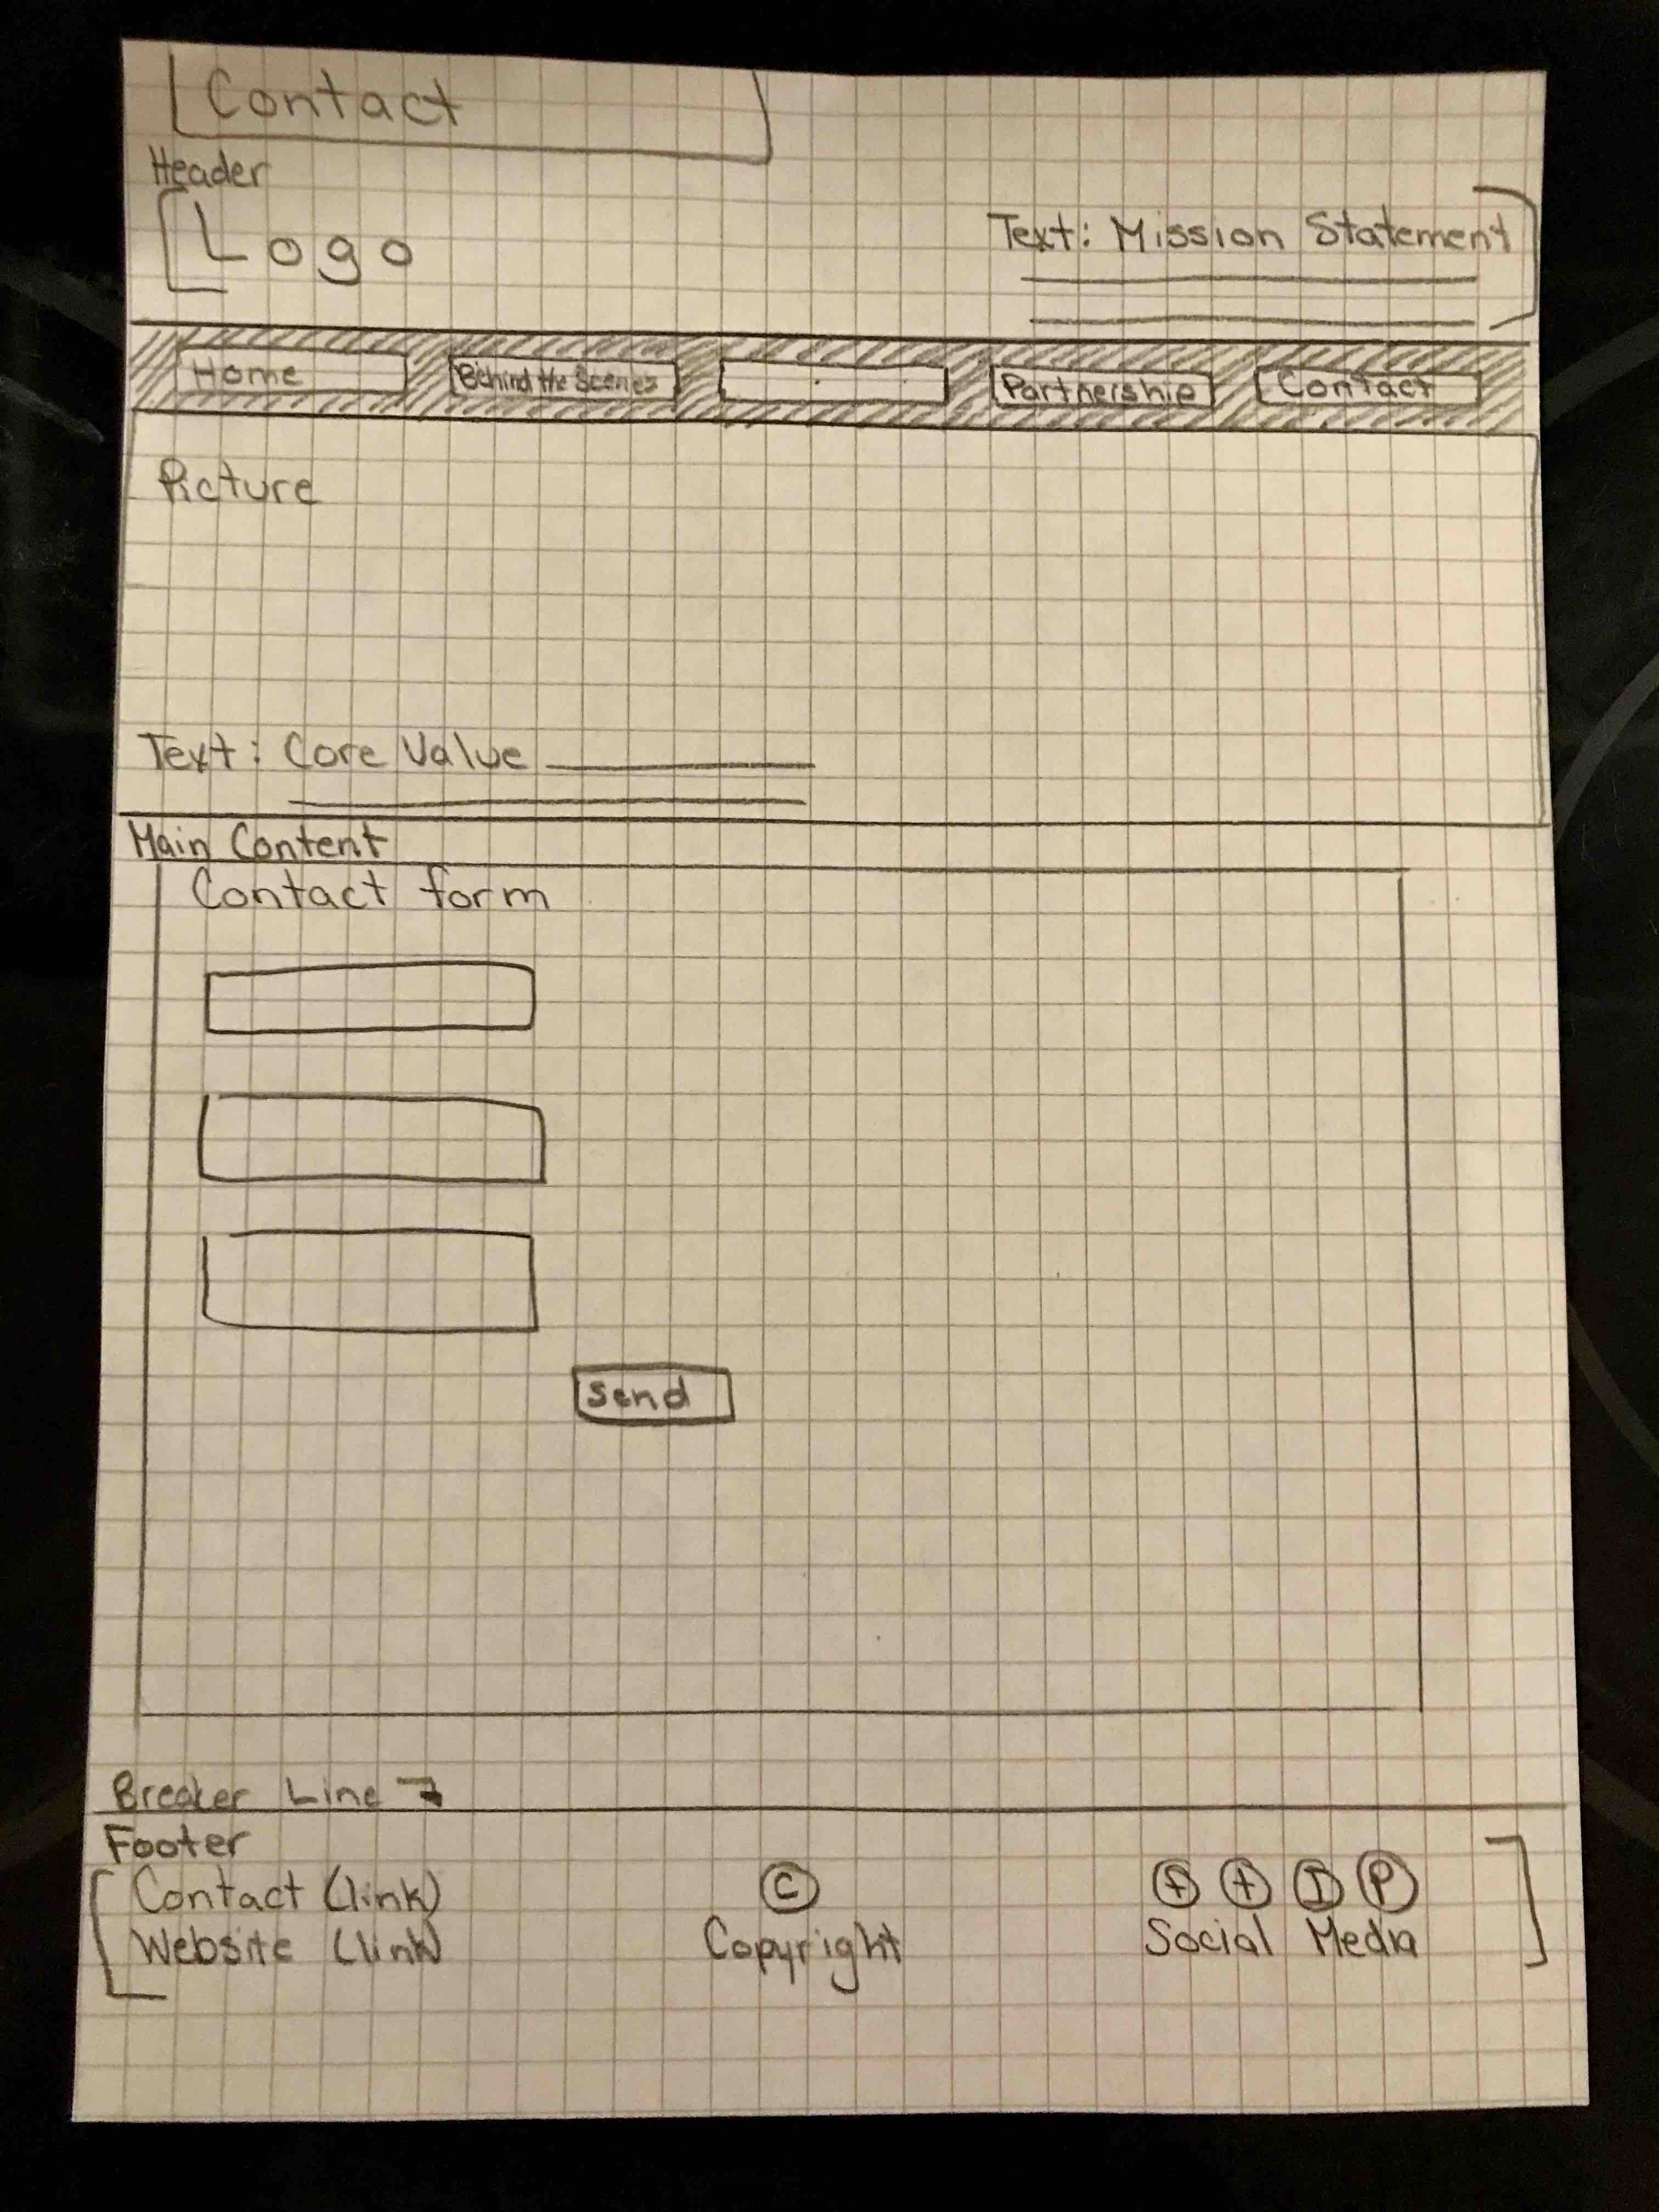 Contact
Header
Logo
Text: Mission Statement
Home
Behind the Scenes
Partnership
Contact
Picture
Text: Core Value
Main Content
Contact form
Send
Breaker Line
Footer
Contact (link)
Website (link)
©
Copyright
P
Social Media